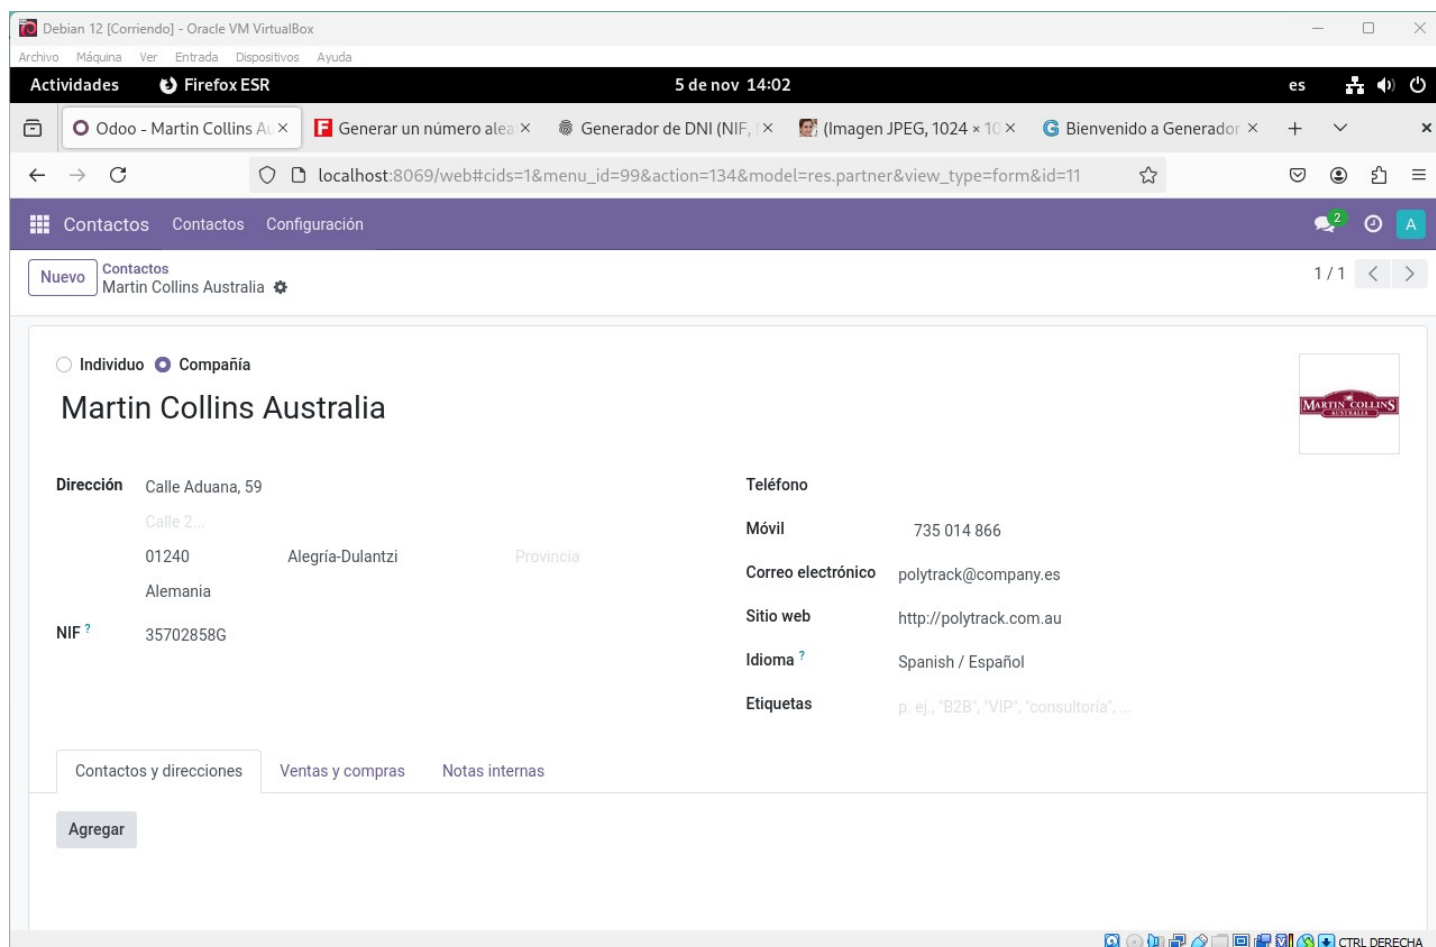 Debian 12 [Corriendo] - Oracle VM VirtualBox
Archivo Máquina Ver Entrada Dispositivos Ayuda
Actividades Firefox ESR 5 de nov 14:02 es
Odoo - Martin Collins Au Generar un número alea Generador de DNI (NIF, (Imagen JPEG, 1024 × 10 Bienvenido a Generador
localhost:8069/web#cids=1&menu_id=99&action=134&model=res.partner&view_type=form&id=11
Contactos Contactos Configuración 2 A
Nuevo Contactos 1 / 1
Martin Collins Australia
Individuo Compañía
Martin Collins Australia
MARTIN COLLINS
AUSTRALIA
Dirección Calle Aduana, 59 Teléfono
Calle 2... Móvil 735 014 866
01240 Alegría-Dulantzi Provincia
Correo electrónico polytrack@company.es
Alemania
Sitio web http://polytrack.com.au
NIF ? 35702858G
Idioma ? Spanish / Español
Etiquetas p. ej., "B2B", "VIP", "consultoría", ...
Contactos y direcciones Ventas y compras Notas internas
Agregar
CTRL DERECHA